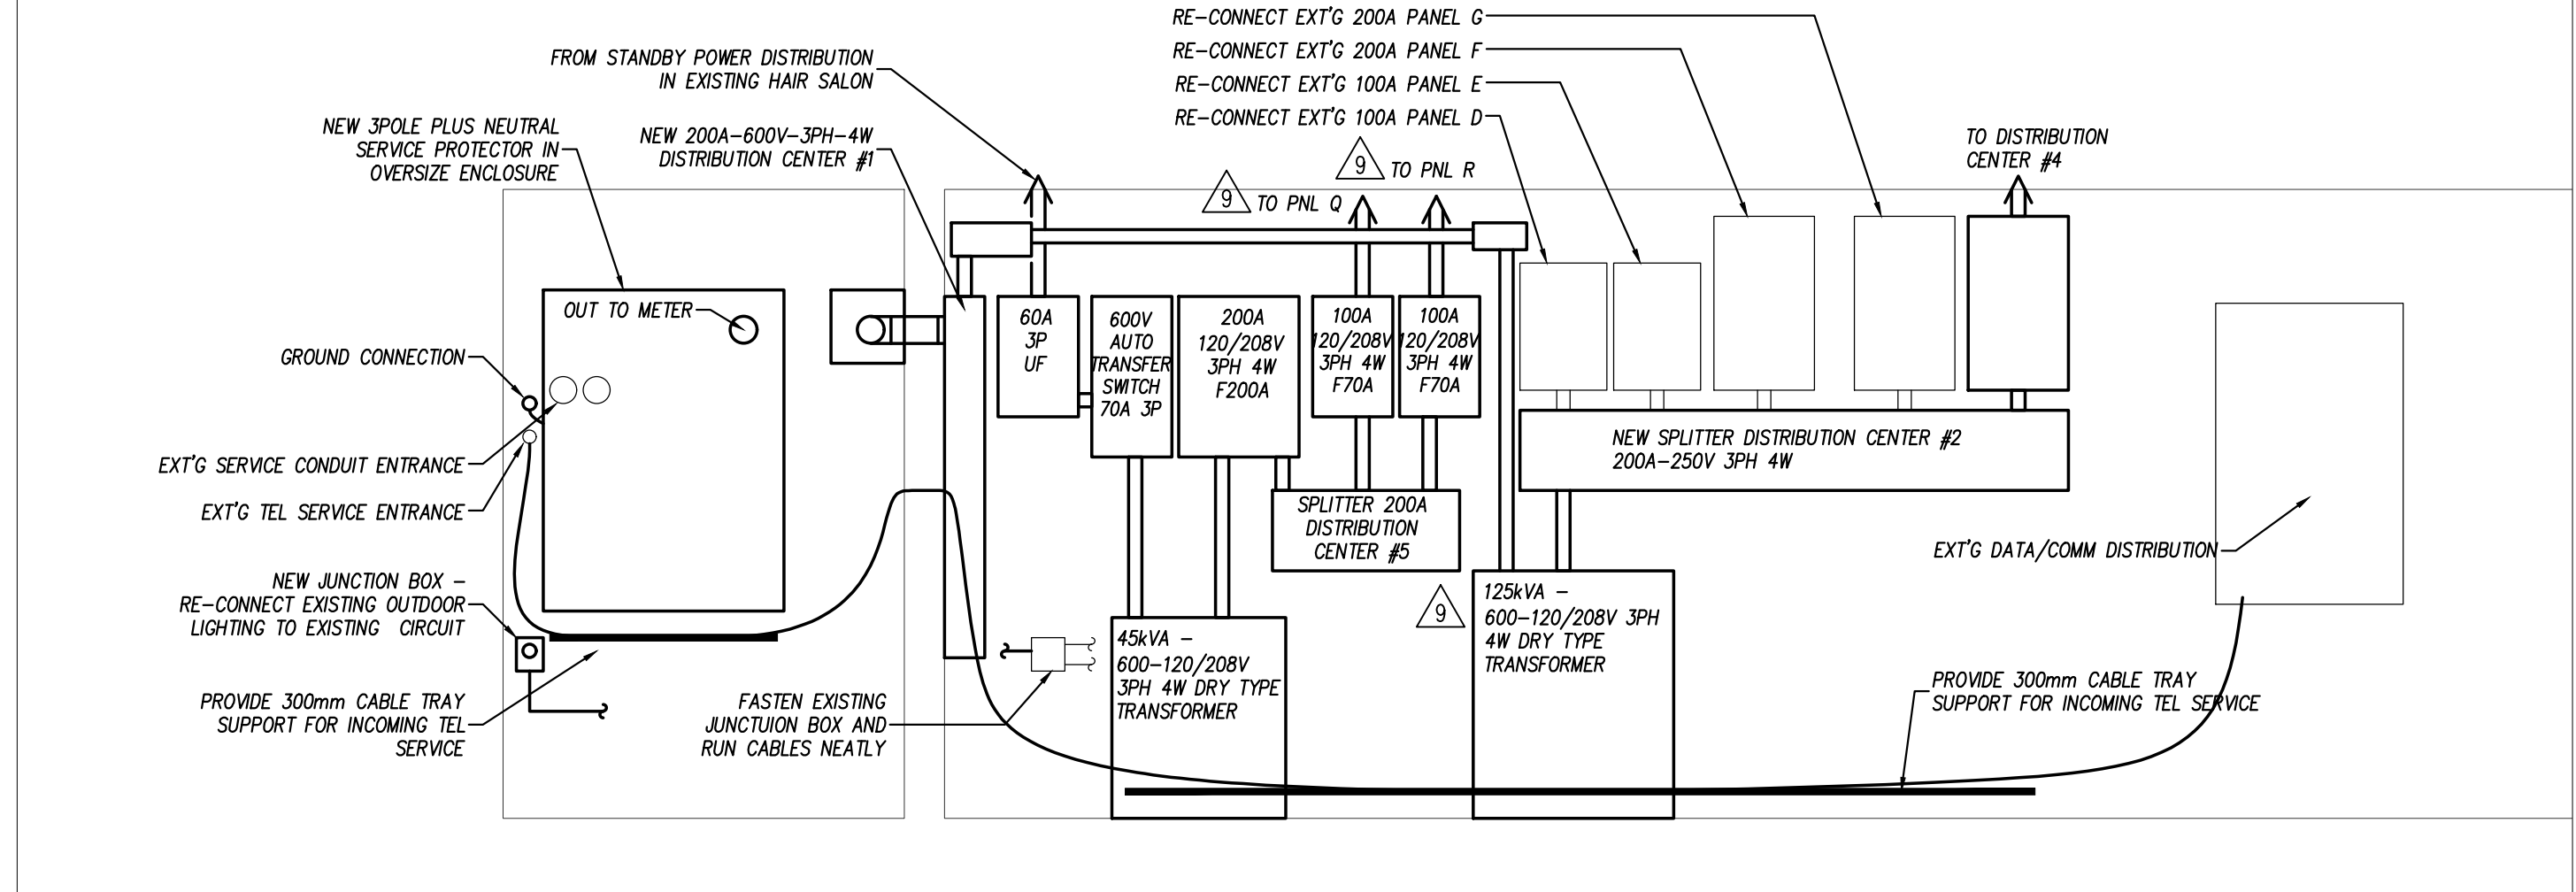 RE-CONNECT EXT'G 200A PANEL G
RE-CONNECT EXT'G 200A PANEL F
RE-CONNECT EXT'G 100A PANEL E
RE-CONNECT EXT'G 100A PANEL D
FROM STANDBY POWER DISTRIBUTION
IN EXISTING HAIR SALON
NEW 3POLE PLUS NEUTRAL
SERVICE PROTECTOR IN
OVERSIZE ENCLOSURE
NEW 200A-600V-3PH-4W
DISTRIBUTION CENTER #1
9
TO PNL R
9
TO PNL Q
TO DISTRIBUTION
CENTER #4
OUT TO METER
GROUND CONNECTION
EXT'G SERVICE CONDUIT ENTRANCE
EXT'G TEL SERVICE ENTRANCE
NEW JUNCTION BOX -
RE-CONNECT EXISTING OUTDOOR
LIGHTING TO EXISTING CIRCUIT
PROVIDE 300mm CABLE TRAY
SUPPORT FOR INCOMING TEL
SERVICE
60A
3P
UF
600V
AUTO
TRANSFER
SWITCH
70A 3P
200A
120/208V
3PH 4W
F200A
100A
120/208V
3PH 4W
F70A
100A
120/208V
3PH 4W
F70A
SPLITTER 200A
DISTRIBUTION
CENTER #5
NEW SPLITTER DISTRIBUTION CENTER #2
200A-250V 3PH 4W
EXT'G DATA/COMM DISTRIBUTION
9
125kVA -
600-120/208V 3PH
4W DRY TYPE
TRANSFORMER
45kVA -
600-120/208V
3PH 4W DRY TYPE
TRANSFORMER
FASTEN EXISTING
JUNCTUION BOX AND
RUN CABLES NEATLY
PROVIDE 300mm CABLE TRAY
SUPPORT FOR INCOMING TEL SERVICE